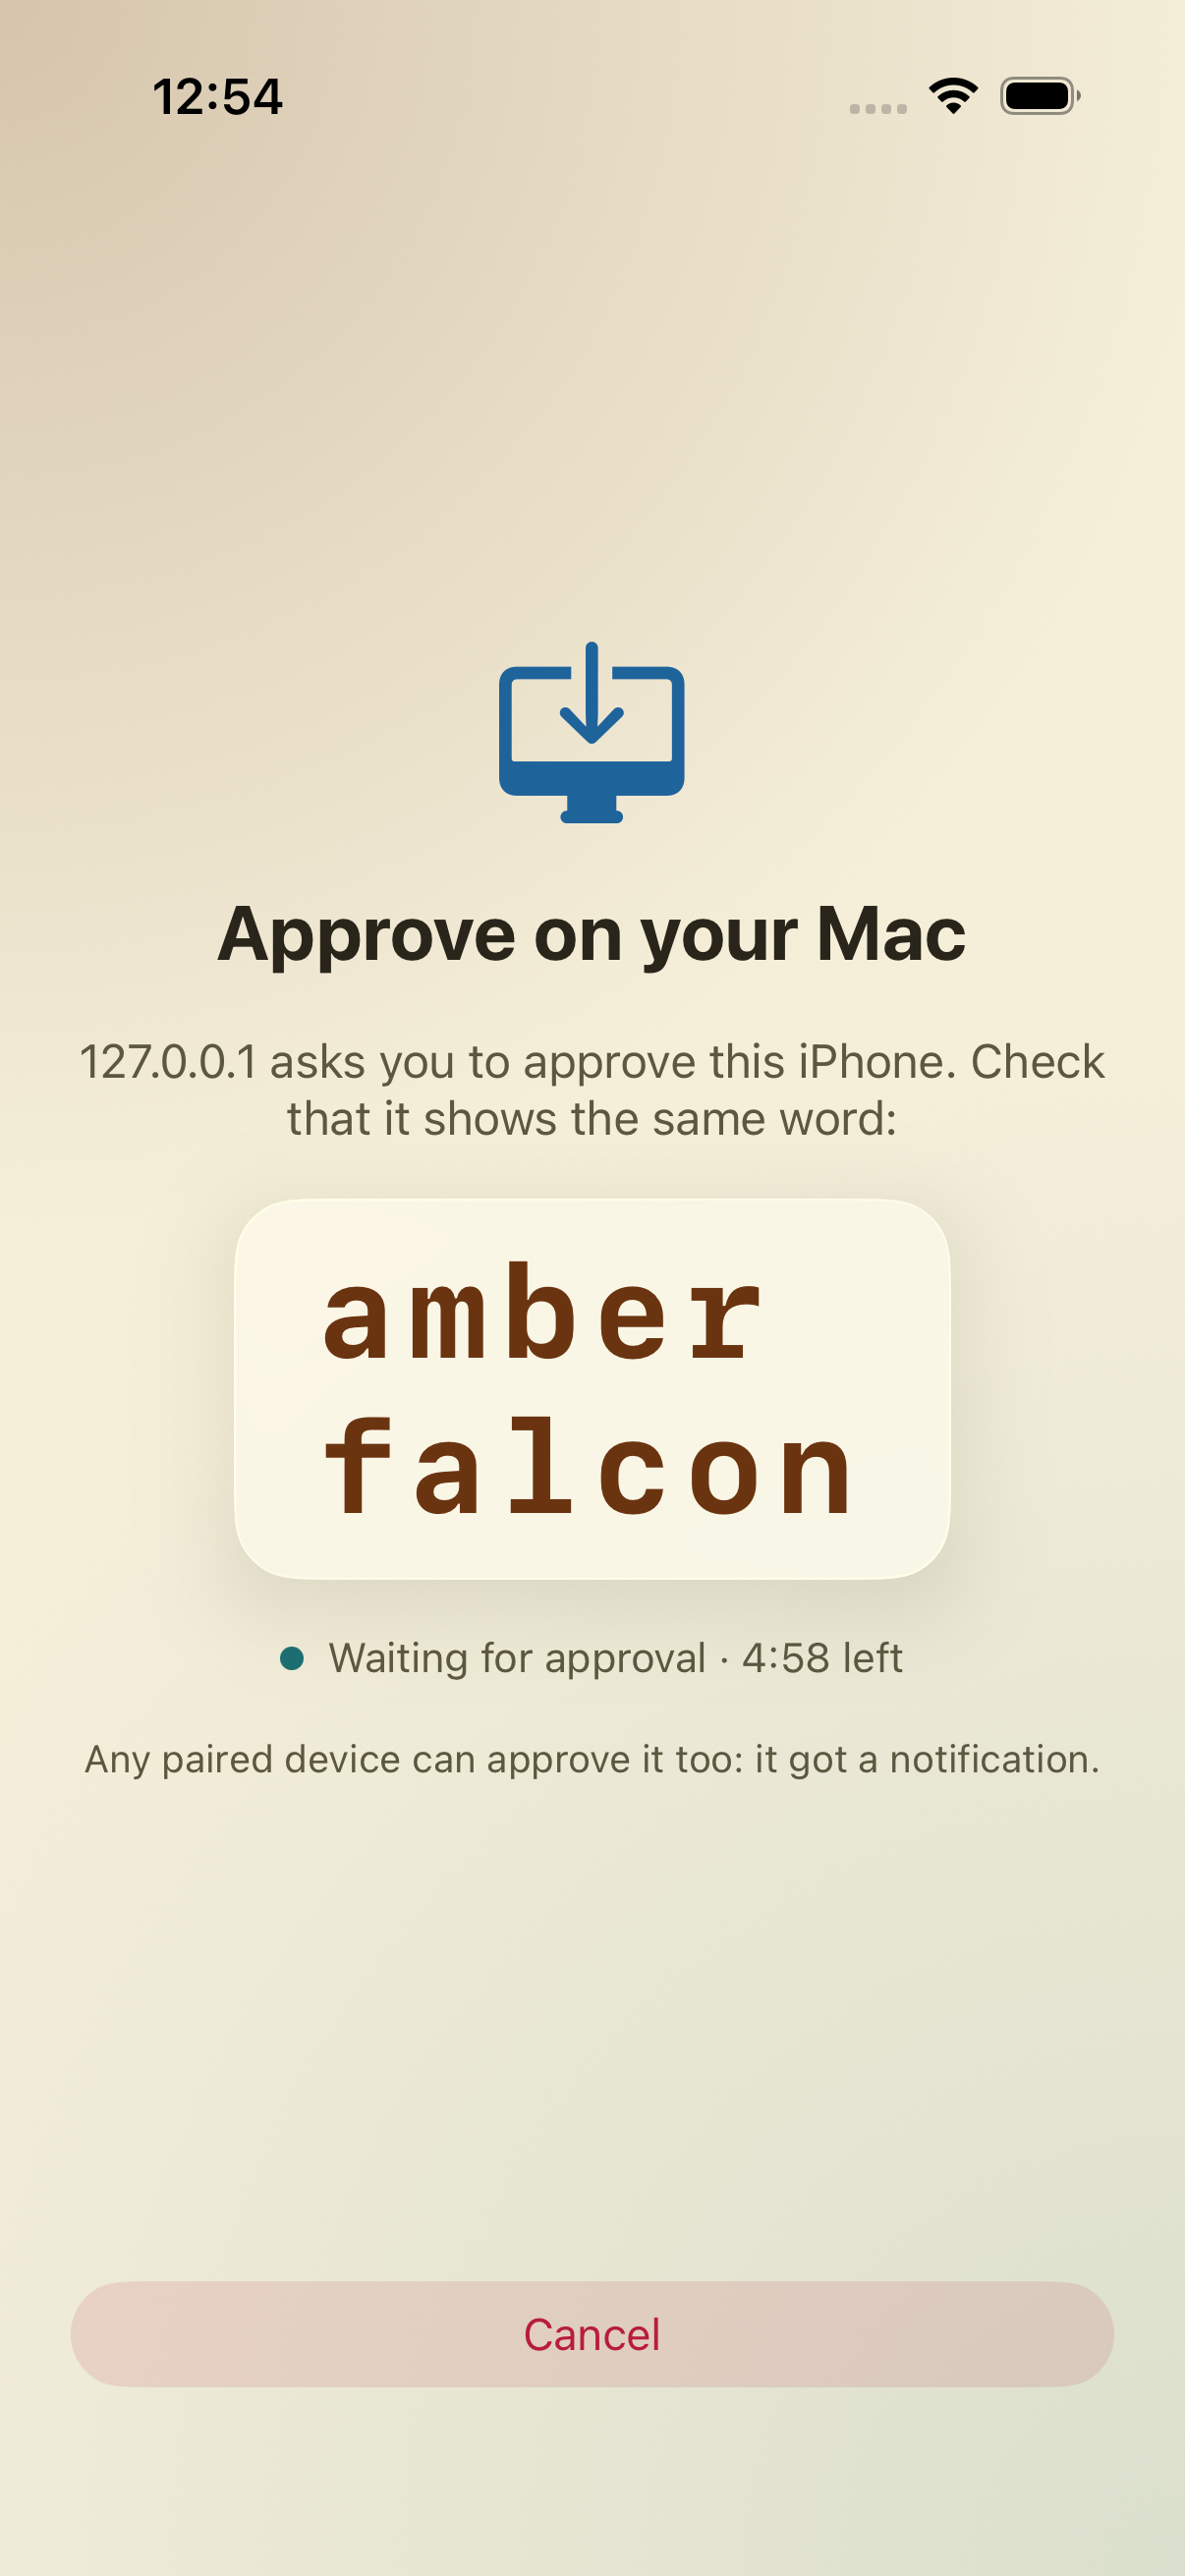 12:54
Approve on your Mac
127.0.0.1 asks you to approve this iPhone. Check
that it shows the same word:
amber
falcon
Waiting for approval · 4:58 left
Any paired device can approve it too: it got a notification.
Cancel